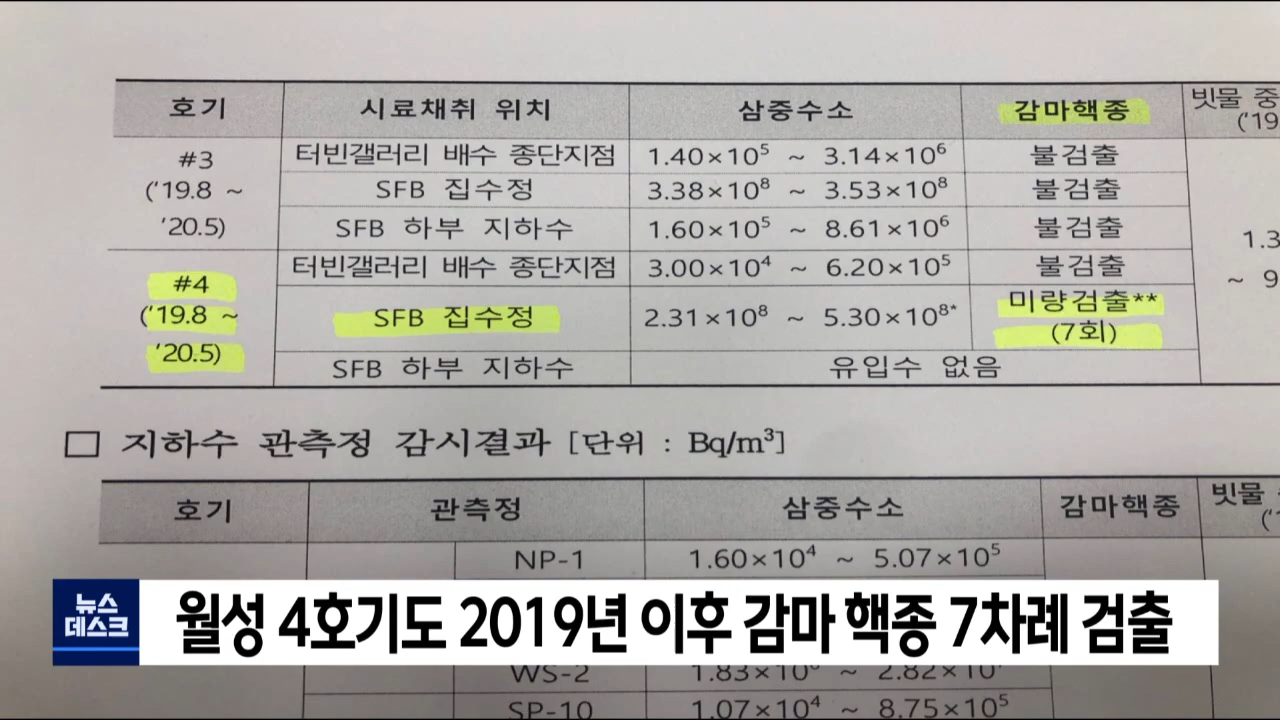 호기 시료채취 위치 삼중수소 감마핵종 빗물 중
('19
#3
('19.8 ~
'20.5)
터빈갤러리 배수 종단지점 1.40×10⁵ ~ 3.14×10⁶ 불검출
SFB 집수정 3.38×10⁸ ~ 3.53×10⁸ 불검출
SFB 하부 지하수 1.60×10⁵ ~ 8.61×10⁶ 불검출
1.3
~ 9
#4
('19.8 ~
'20.5)
터빈갤러리 배수 종단지점 3.00×10⁴ ~ 6.20×10⁵ 불검출
SFB 집수정 2.31×10⁸ ~ 5.30×10⁸* 미량검출**
(7회)
SFB 하부 지하수 유입수 없음
□ 지하수 관측정 감시결과 [단위 : Bq/m³]
호기 관측정 삼중수소 감마핵종 빗물
NP-1 1.60×10⁴ ~ 5.07×10⁵
뉴스
데스크
월성 4호기도 2019년 이후 감마 핵종 7차례 검출
WS-2
SP-10 1.07×10⁴ ~ 8.75×10⁵